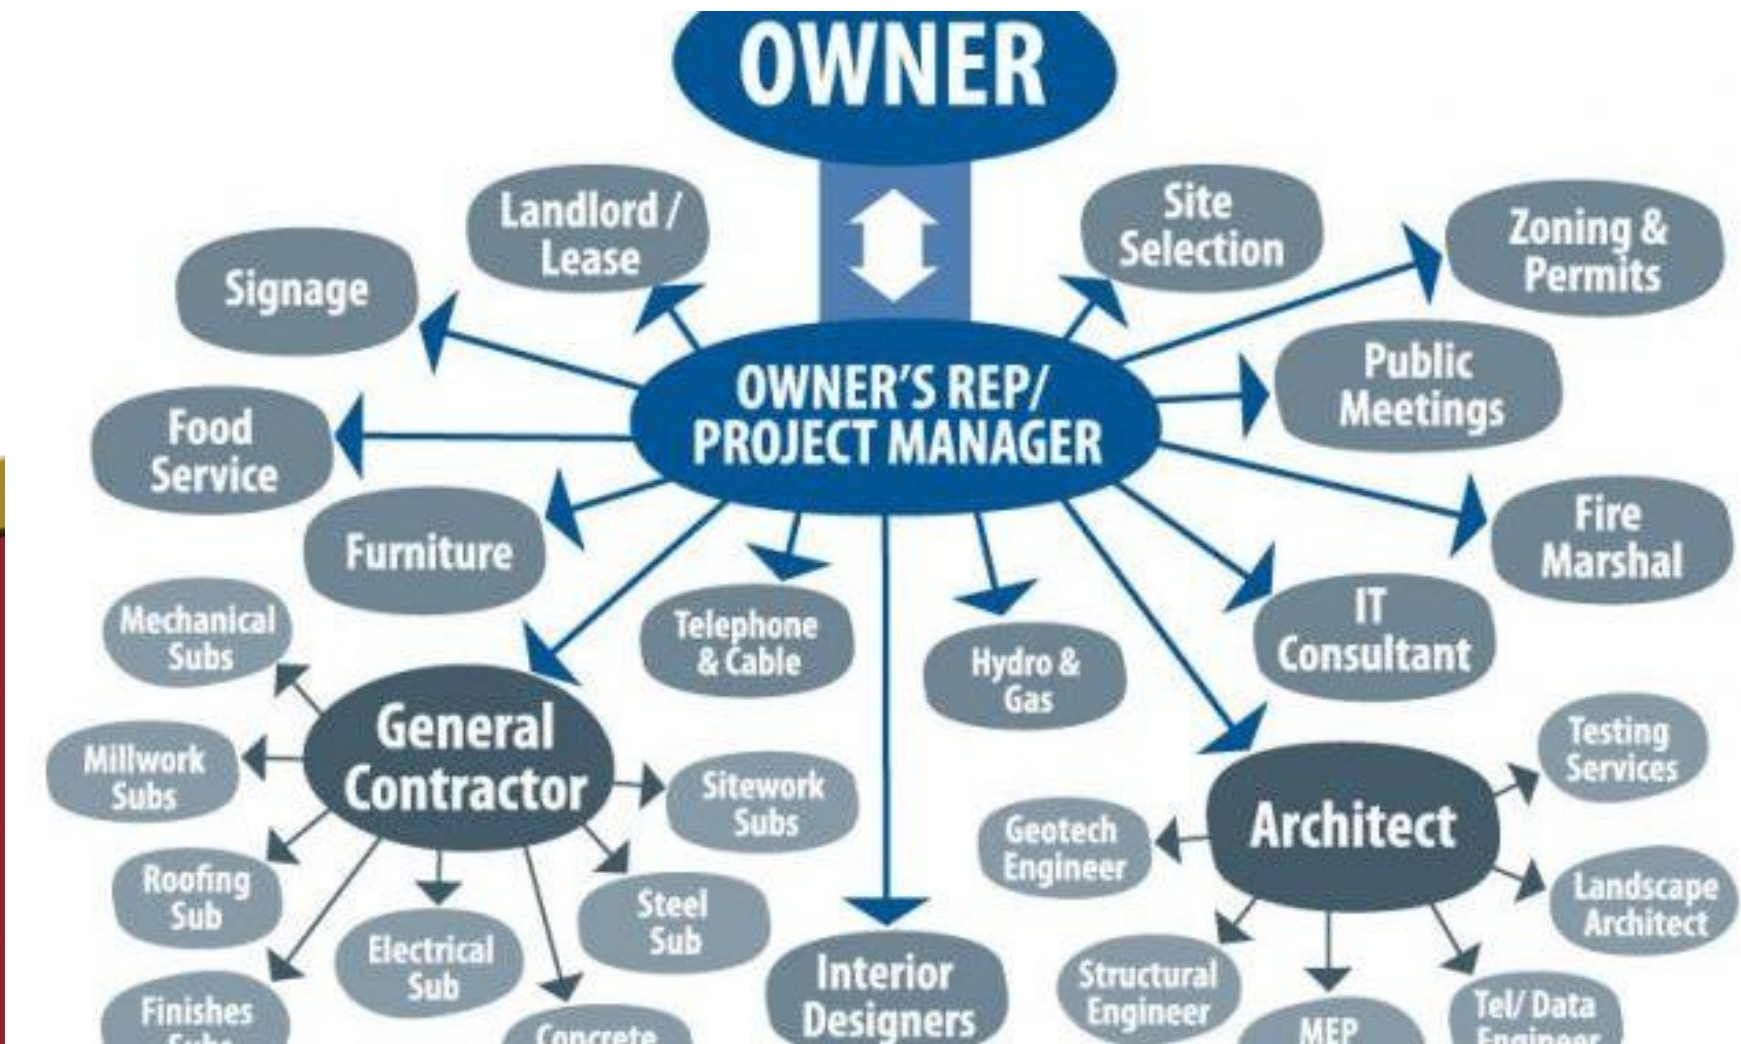 OWNER
Landlord /
Lease
Site
Selection
Zoning &
Permits
Signage
OWNER'S REP/
PROJECT MANAGER
Public
Meetings
Food
Service
Furniture
Fire
Marshal
Telephone
& Cable
Hydro &
Gas
IT
Consultant
Mechanical
Subs
General
Contractor
Millwork
Subs
Sitework
Subs
Roofing
Sub
Steel
Sub
Electrical
Sub
Finishes
Subs
Concrete
Interior
Designers
Architect
Testing
Services
Geotech
Engineer
Landscape
Architect
Structural
Engineer
MEP
Tel/ Data
Engineer